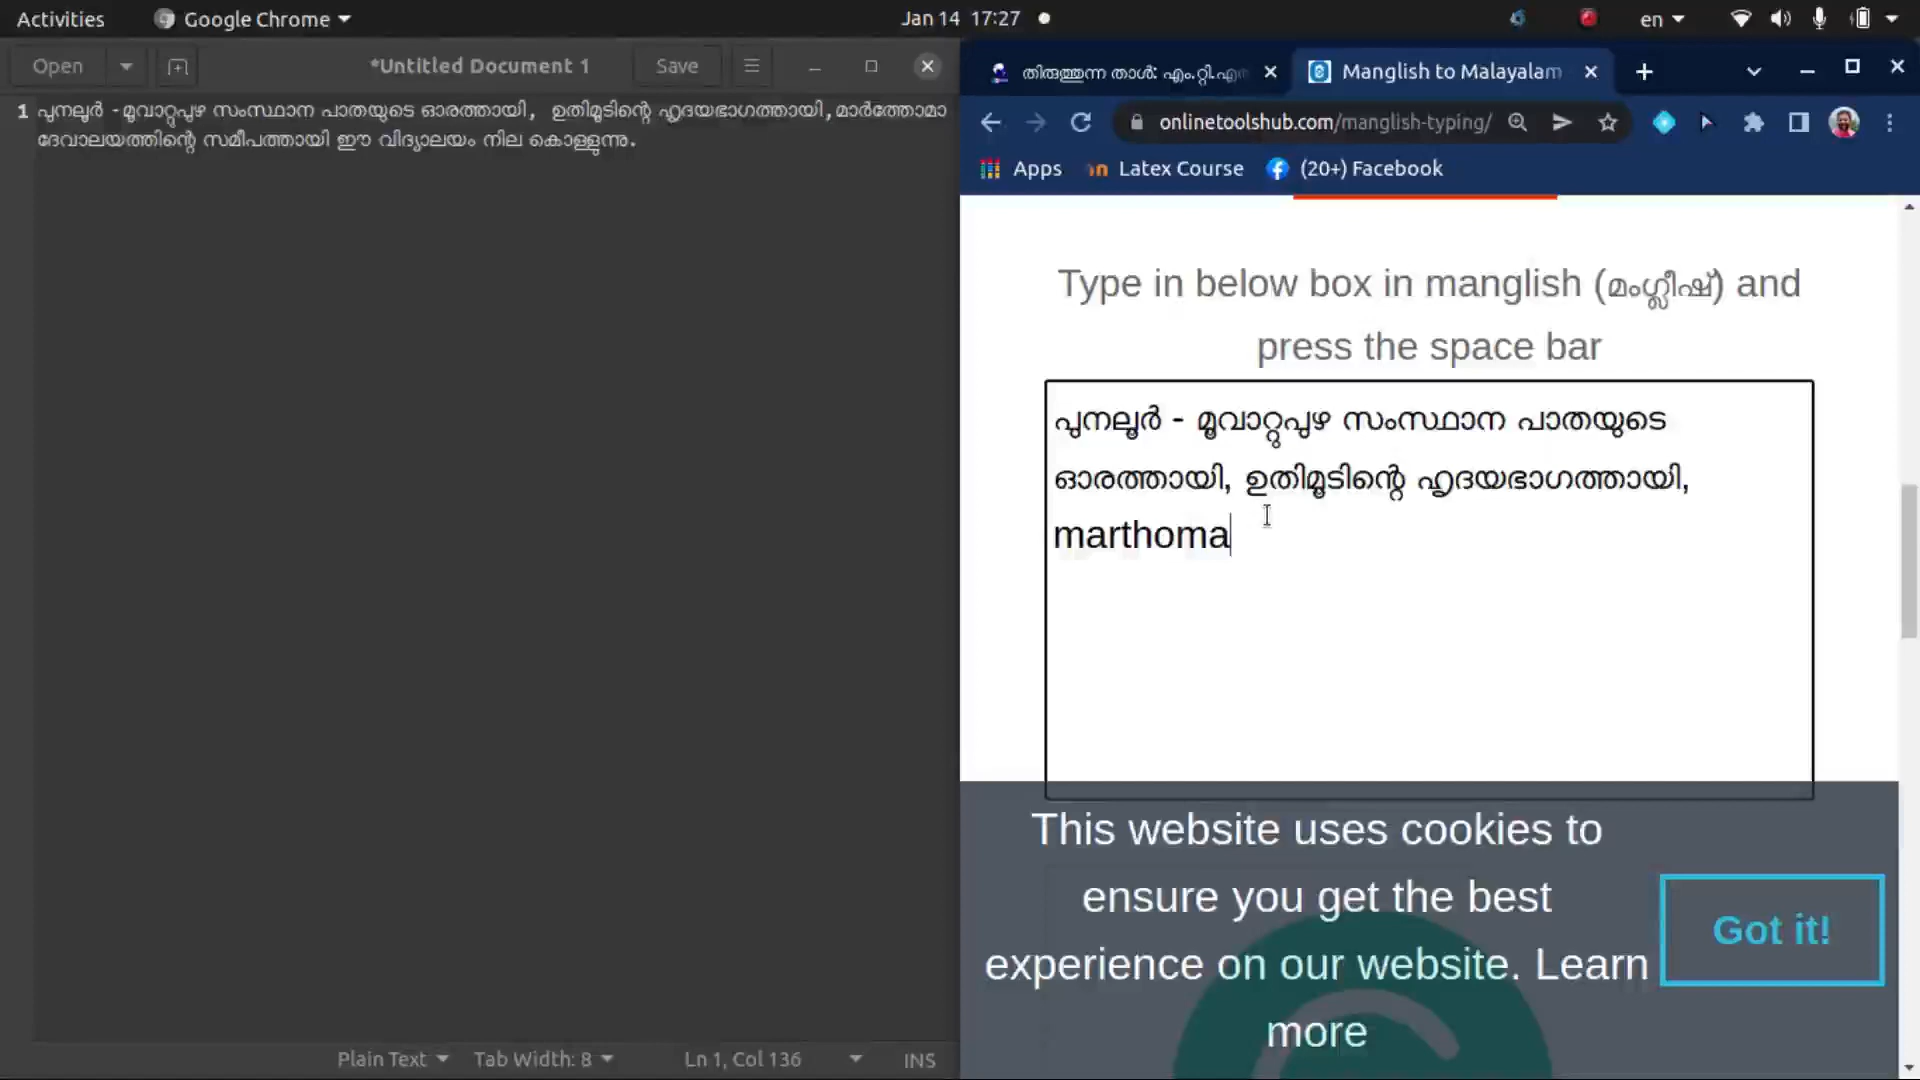 Activities Google Chrome Jan 14 17:27 en
Open *Untitled Document 1 Save
1 പുനലൂർ -മൂവാറ്റുപുഴ സംസ്ഥാന പാതയുടെ ഓരത്തായി, ഉതിമൂടിന്റെ ഹൃദയഭാഗത്തായി,മാർത്തോമാ
ദേവാലയത്തിന്റെ സമീപത്തായി ഈ വിദ്യാലയം നില കൊള്ളുന്നു.
തിരുത്തുന്ന താൾ: എം.റ്റി.എ Manglish to Malayalam
onlinetoolshub.com/manglish-typing/
Apps Latex Course (20+) Facebook
Type in below box in manglish (മംഗ്ലീഷ്) and
press the space bar
പുനലൂർ - മൂവാറ്റുപുഴ സംസ്ഥാന പാതയുടെ
ഓരത്തായി, ഉതിമൂടിന്റെ ഹൃദയഭാഗത്തായി,
marthoma
This website uses cookies to
ensure you get the best
experience on our website. Learn
more
Got it!
Plain Text Tab Width: 8 Ln 1, Col 136 INS